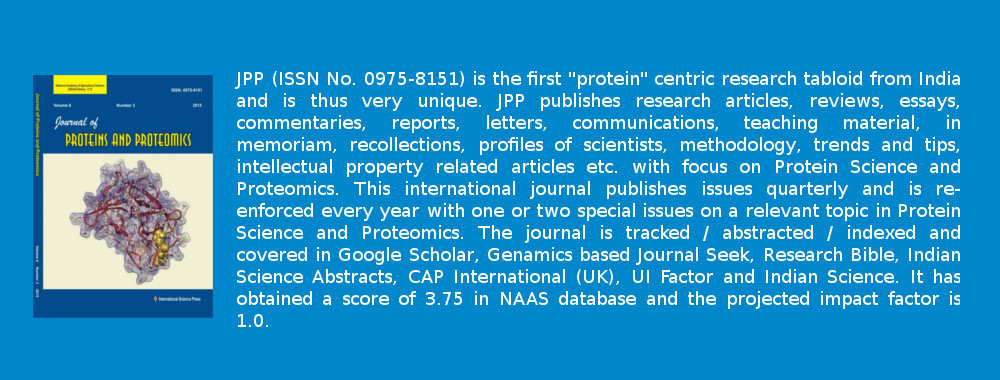 ISSN: 0975-8151
Volume 6 Number 3 2015
Journal of
PROTEINS AND PROTEOMICS
International Science Press
Journal of Proteins and Proteomics
JPP (ISSN No. 0975-8151) is the first "protein" centric research tabloid from India
and is thus very unique. JPP publishes research articles, reviews, essays,
commentaries, reports, letters, communications, teaching material, in
memoriam, recollections, profiles of scientists, methodology, trends and tips,
intellectual property related articles etc. with focus on Protein Science and
Proteomics. This international journal publishes issues quarterly and is re-
enforced every year with one or two special issues on a relevant topic in Protein
Science and Proteomics. The journal is tracked / abstracted / indexed and
covered in Google Scholar, Genamics based Journal Seek, Research Bible, Indian
Science Abstracts, CAP International (UK), UI Factor and Indian Science. It has
obtained a score of 3.75 in NAAS database and the projected impact factor is
1.0.